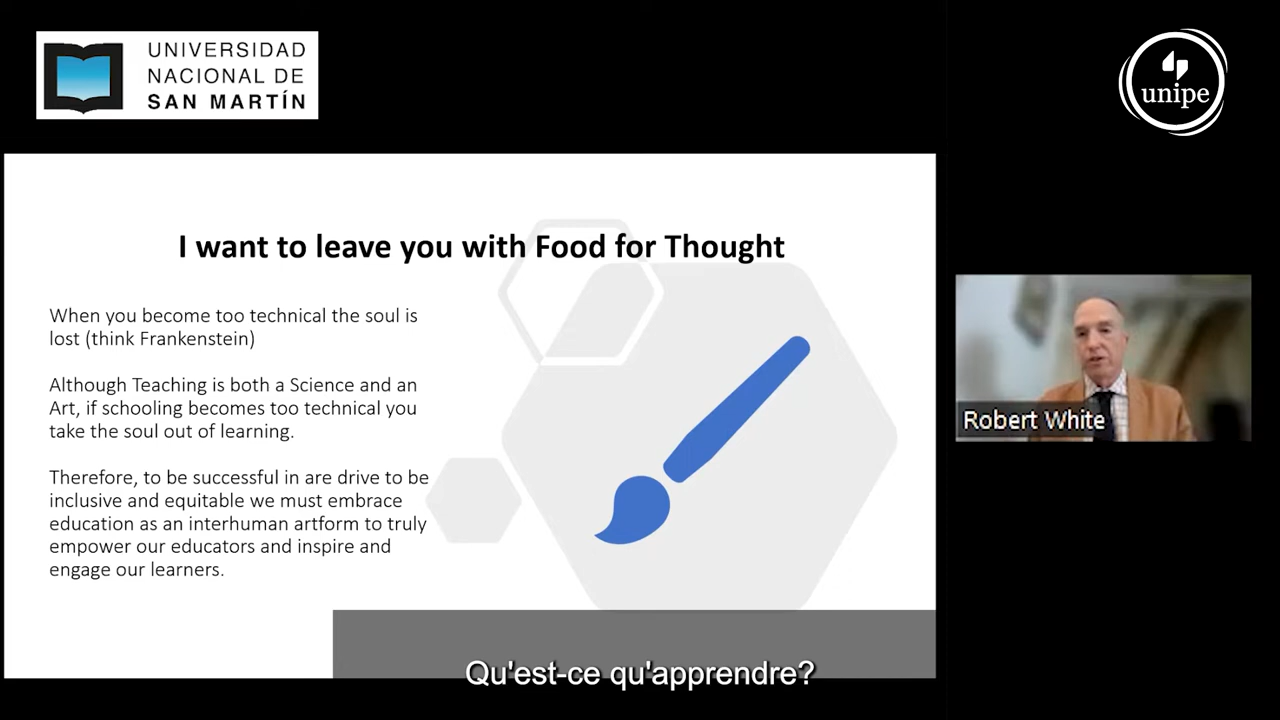 UNIVERSIDAD
NACIONAL DE
SAN MARTÍN
unipe
I want to leave you with Food for Thought
When you become too technical the soul is
lost (think Frankenstein)
Although Teaching is both a Science and an
Art, if schooling becomes too technical you
take the soul out of learning.
Therefore, to be successful in are drive to be
inclusive and equitable we must embrace
education as an interhuman artform to truly
empower our educators and inspire and
engage our learners.
Robert White
Qu'est-ce qu'apprendre?